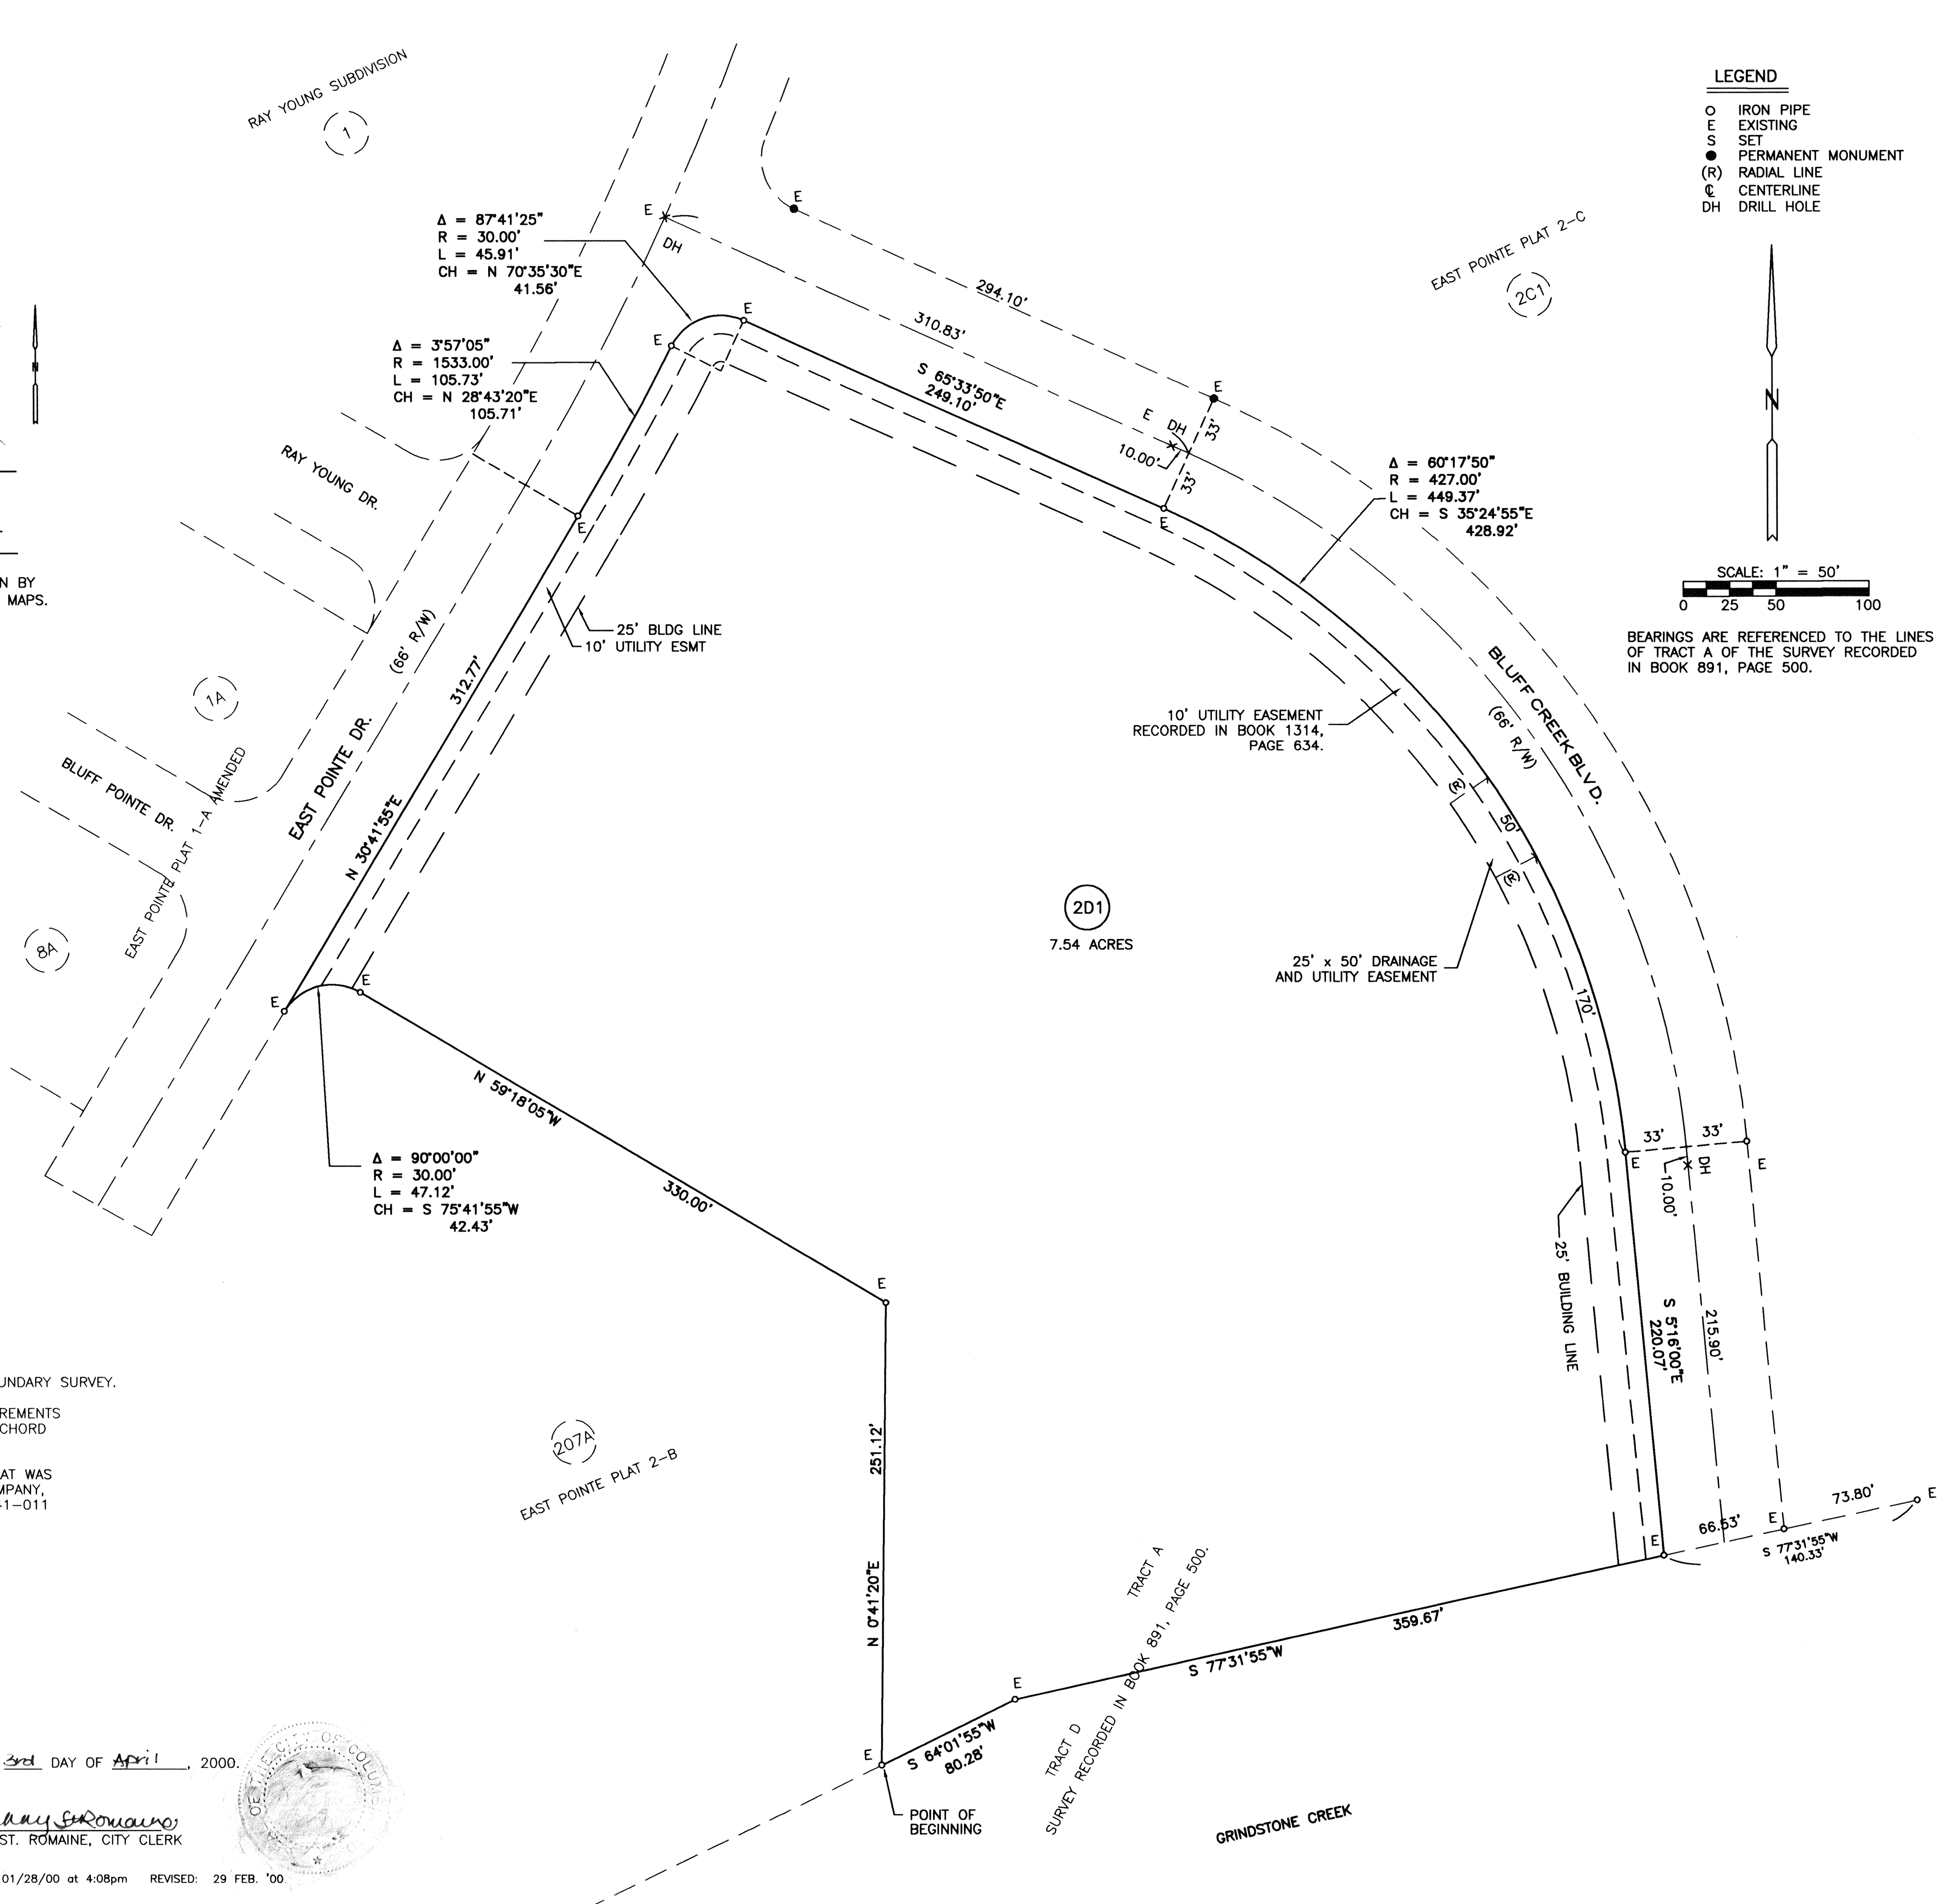 RAY YOUNG SUBDIVISION
1
LEGEND
O IRON PIPE
E EXISTING
S SET
● PERMANENT MONUMENT
(R) RADIAL LINE
℄ CENTERLINE
DH DRILL HOLE
EAST POINTE PLAT 2-C
2C1
N
SCALE: 1" = 50'
0 25 50 100
BEARINGS ARE REFERENCED TO THE LINES
OF TRACT A OF THE SURVEY RECORDED
IN BOOK 891, PAGE 500.
Δ = 87°41'25"
R = 30.00'
L = 45.91'
CH = N 70°35'30"E
41.56'
E
DH
E
294.10'
310.83'
E
E
Δ = 3°57'05"
R = 1533.00'
L = 105.73'
CH = N 28°43'20"E
105.71'
S 65°33'50"E
249.10'
E
E DH
33'
10.00'
33'
E
Δ = 60°17'50"
R = 427.00'
L = 449.37'
CH = S 35°24'55"E
428.92'
N
RAY YOUNG DR.
E
N BY
MAPS.
25' BLDG LINE
10' UTILITY ESMT
(66' R/W)
312.77'
1A
EAST POINTE DR.
N 30°41'55"E
BLUFF POINTE DR.
EAST POINTE PLAT 1-A AMENDED
8A
10' UTILITY EASEMENT
RECORDED IN BOOK 1314,
PAGE 634.
BLUFF CREEK BLVD.
(66' R/W)
(R)
50'
(R)
2D1
7.54 ACRES
25' x 50' DRAINAGE
AND UTILITY EASEMENT
170'
E
E
N 59°18'05"W
330.00'
Δ = 90°00'00"
R = 30.00'
L = 47.12'
CH = S 75°41'55"W
42.43'
33' 33'
E
DH
E
10.00'
25' BUILDING LINE
S 5°16'00"E
220.07'
215.90'
E
UNDARY SURVEY.
REMENTS
CHORD
AT WAS
MPANY,
-1-011
207A
EAST POINTE PLAT 2-B
251.12'
N 0°41'20"E
E
66.53'
E
73.80'
E
S 77°31'55"W
140.33'
359.67'
S 77°31'55"W
TRACT A
TRACT D
SURVEY RECORDED IN BOOK 891, PAGE 500.
E
E
S 64°01'55"W
80.28'
POINT OF
BEGINNING
GRINDSTONE CREEK
3rd DAY OF April, 2000.
ST. ROMAINE, CITY CLERK
OF THE CITY OF COLUM
01/28/00 at 4:08pm REVISED: 29 FEB. '00